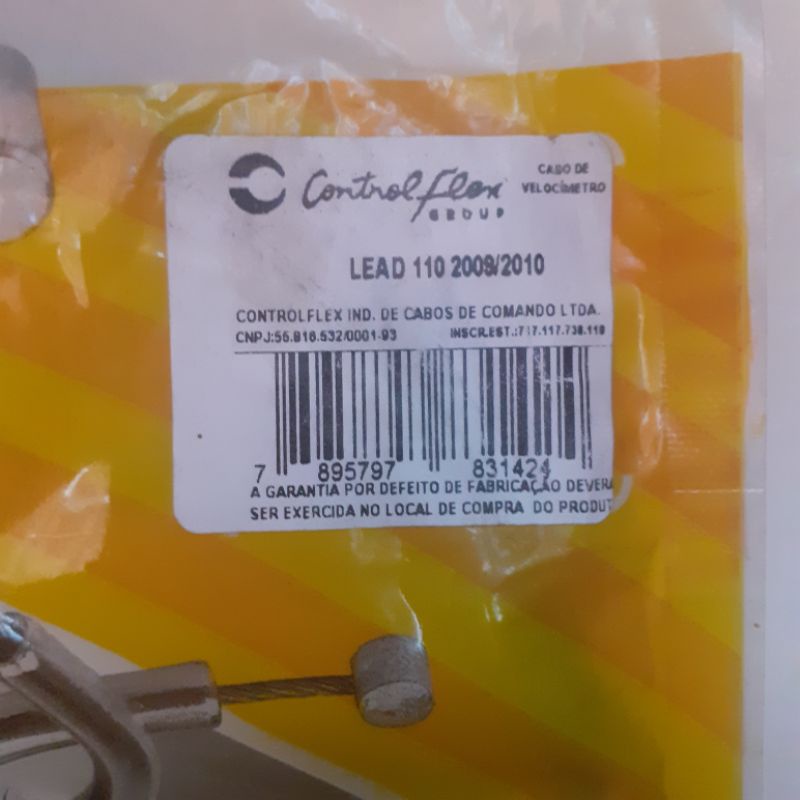 Controlflex
GROUP
CABO DE
VELOCÍMETRO
LEAD 110 2009/2010
CONTROLFLEX IND. DE CABOS DE COMANDO LTDA.
CNPJ:55.916.532/0001-93 INSCR.EST.:717.117.738.119
7 895797 831424
A GARANTIA POR DEFEITO DE FABRICAÇÃO DEVERA
SER EXERCIDA NO LOCAL DE COMPRA DO PRODUT